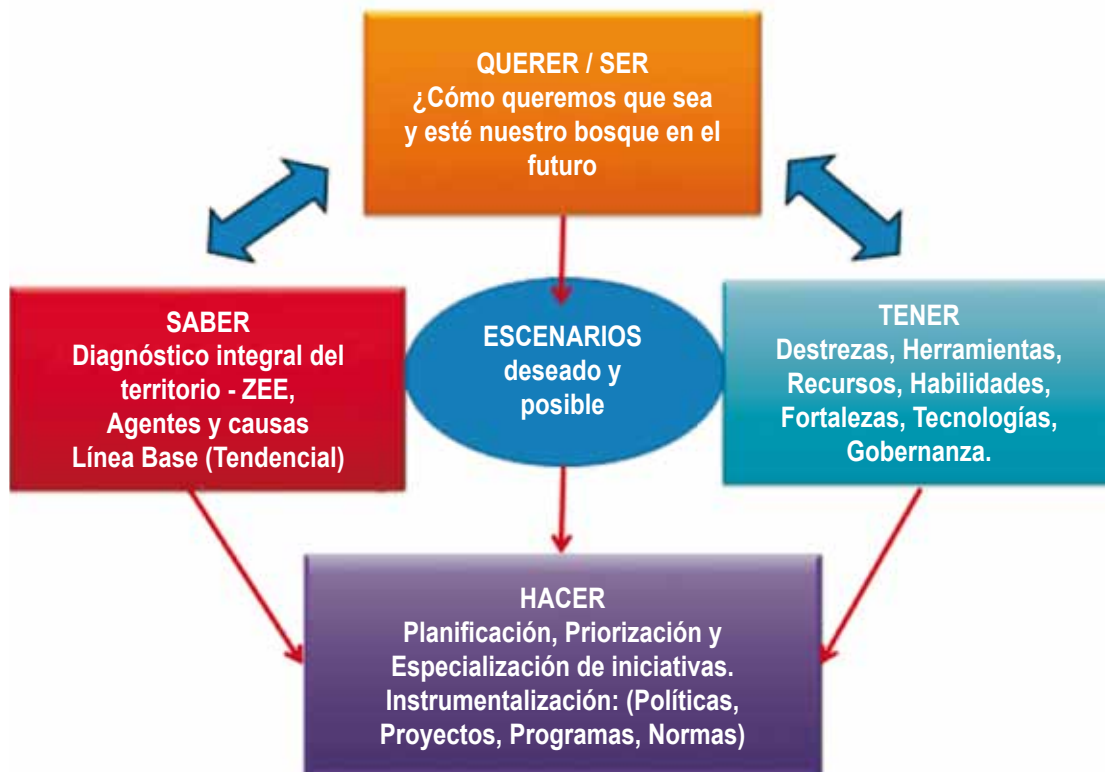 QUERER / SER
¿Cómo queremos que sea
y esté nuestro bosque en el
futuro
SABER
Diagnóstico integral del
territorio - ZEE,
Agentes y causas
Línea Base (Tendencial)
ESCENARIOS
deseado y
posible
TENER
Destrezas, Herramientas,
Recursos, Habilidades,
Fortalezas, Tecnologías,
Gobernanza.
HACER
Planificación, Priorización y
Especialización de iniciativas.
Instrumentalización: (Políticas,
Proyectos, Programas, Normas)